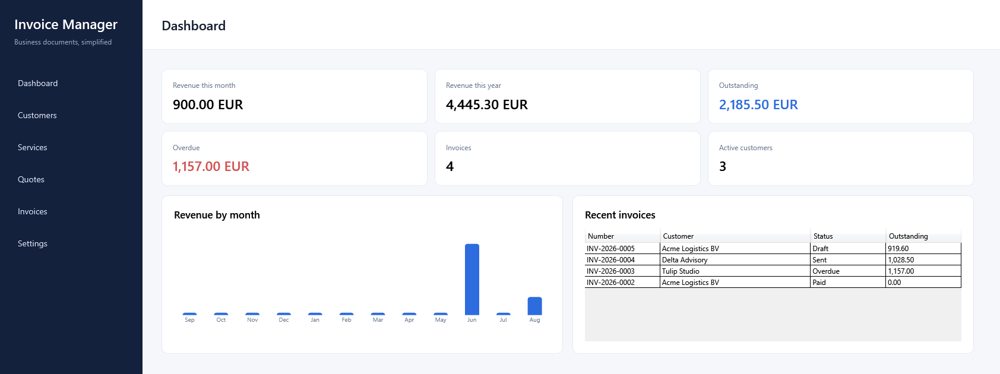 Invoice Manager
Business documents, simplified
Dashboard
Customers
Services
Quotes
Invoices
Settings
Dashboard
Revenue this month
900.00 EUR
Revenue this year
4,445.30 EUR
Outstanding
2,185.50 EUR
Overdue
1,157.00 EUR
Invoices
4
Active customers
3
Revenue by month
Sep Oct Nov Dec Jan Feb Mar Apr May Jun Jul Aug
Recent invoices
Number Customer Status Outstanding
INV-2026-0005 Acme Logistics BV Draft 919.60
INV-2026-0004 Delta Advisory Sent 1,028.50
INV-2026-0003 Tulip Studio Overdue 1,157.00
INV-2026-0002 Acme Logistics BV Paid 0.00